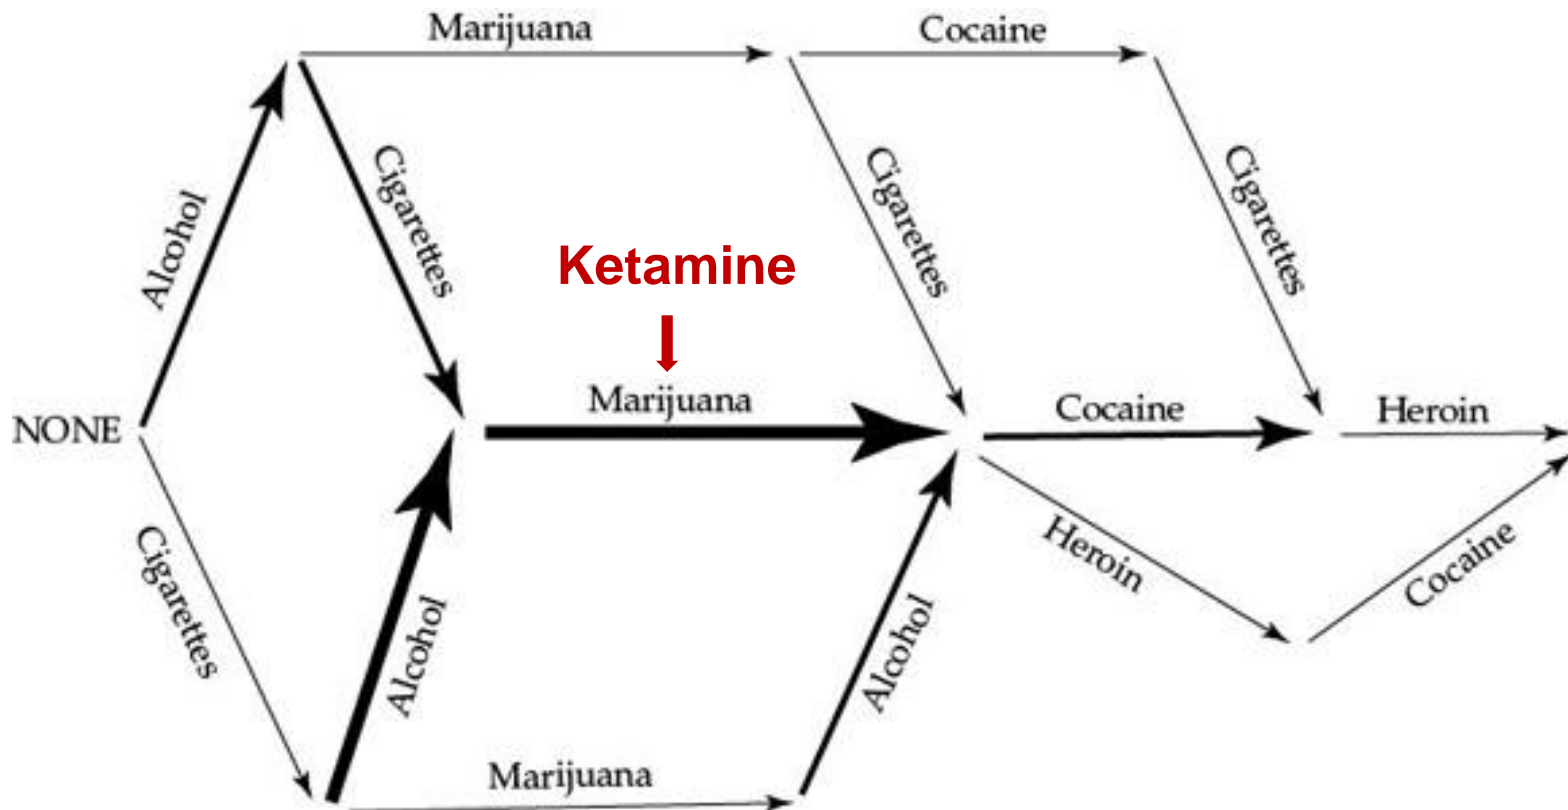 Marijuana
Cocaine
Alcohol
Cigarettes
Cigarettes
Cigarettes
Ketamine
NONE
Marijuana
Cocaine
Heroin
Cigarettes
Alcohol
Alcohol
Heroin
Cocaine
Marijuana